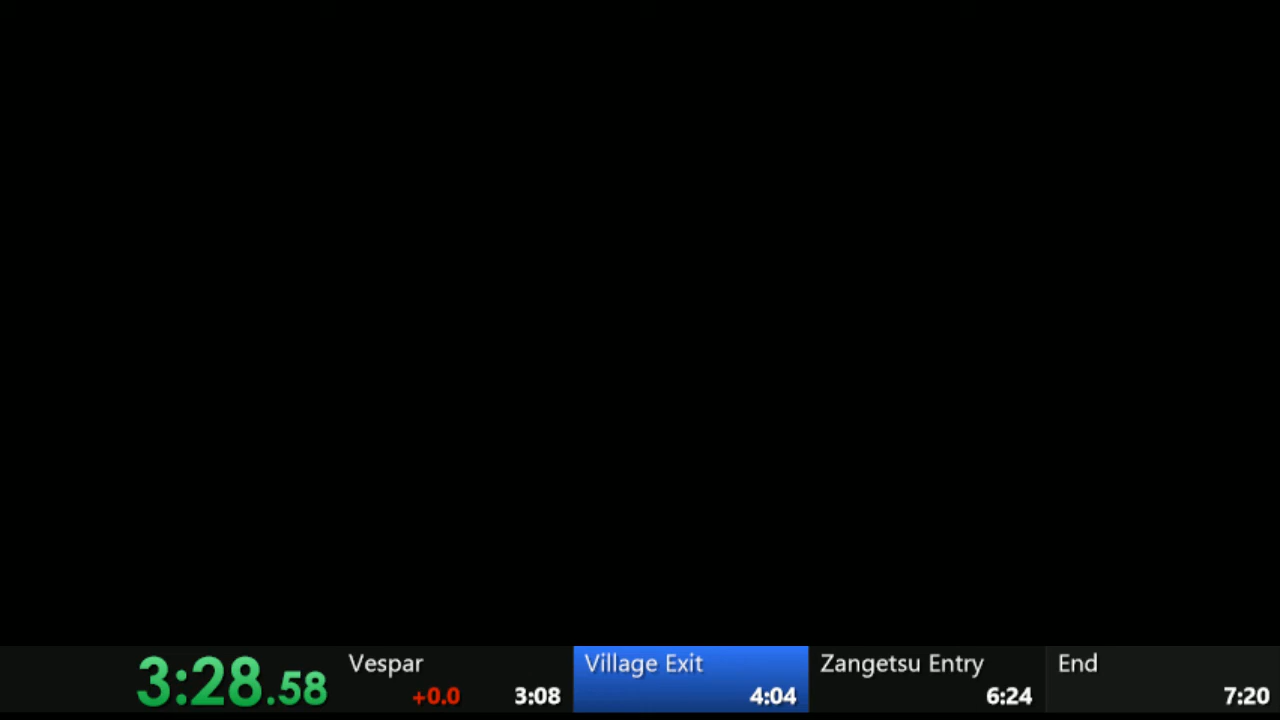 3:28.58
Vespar
+0.0 3:08
Village Exit
4:04
Zangetsu Entry
6:24
End
7:20